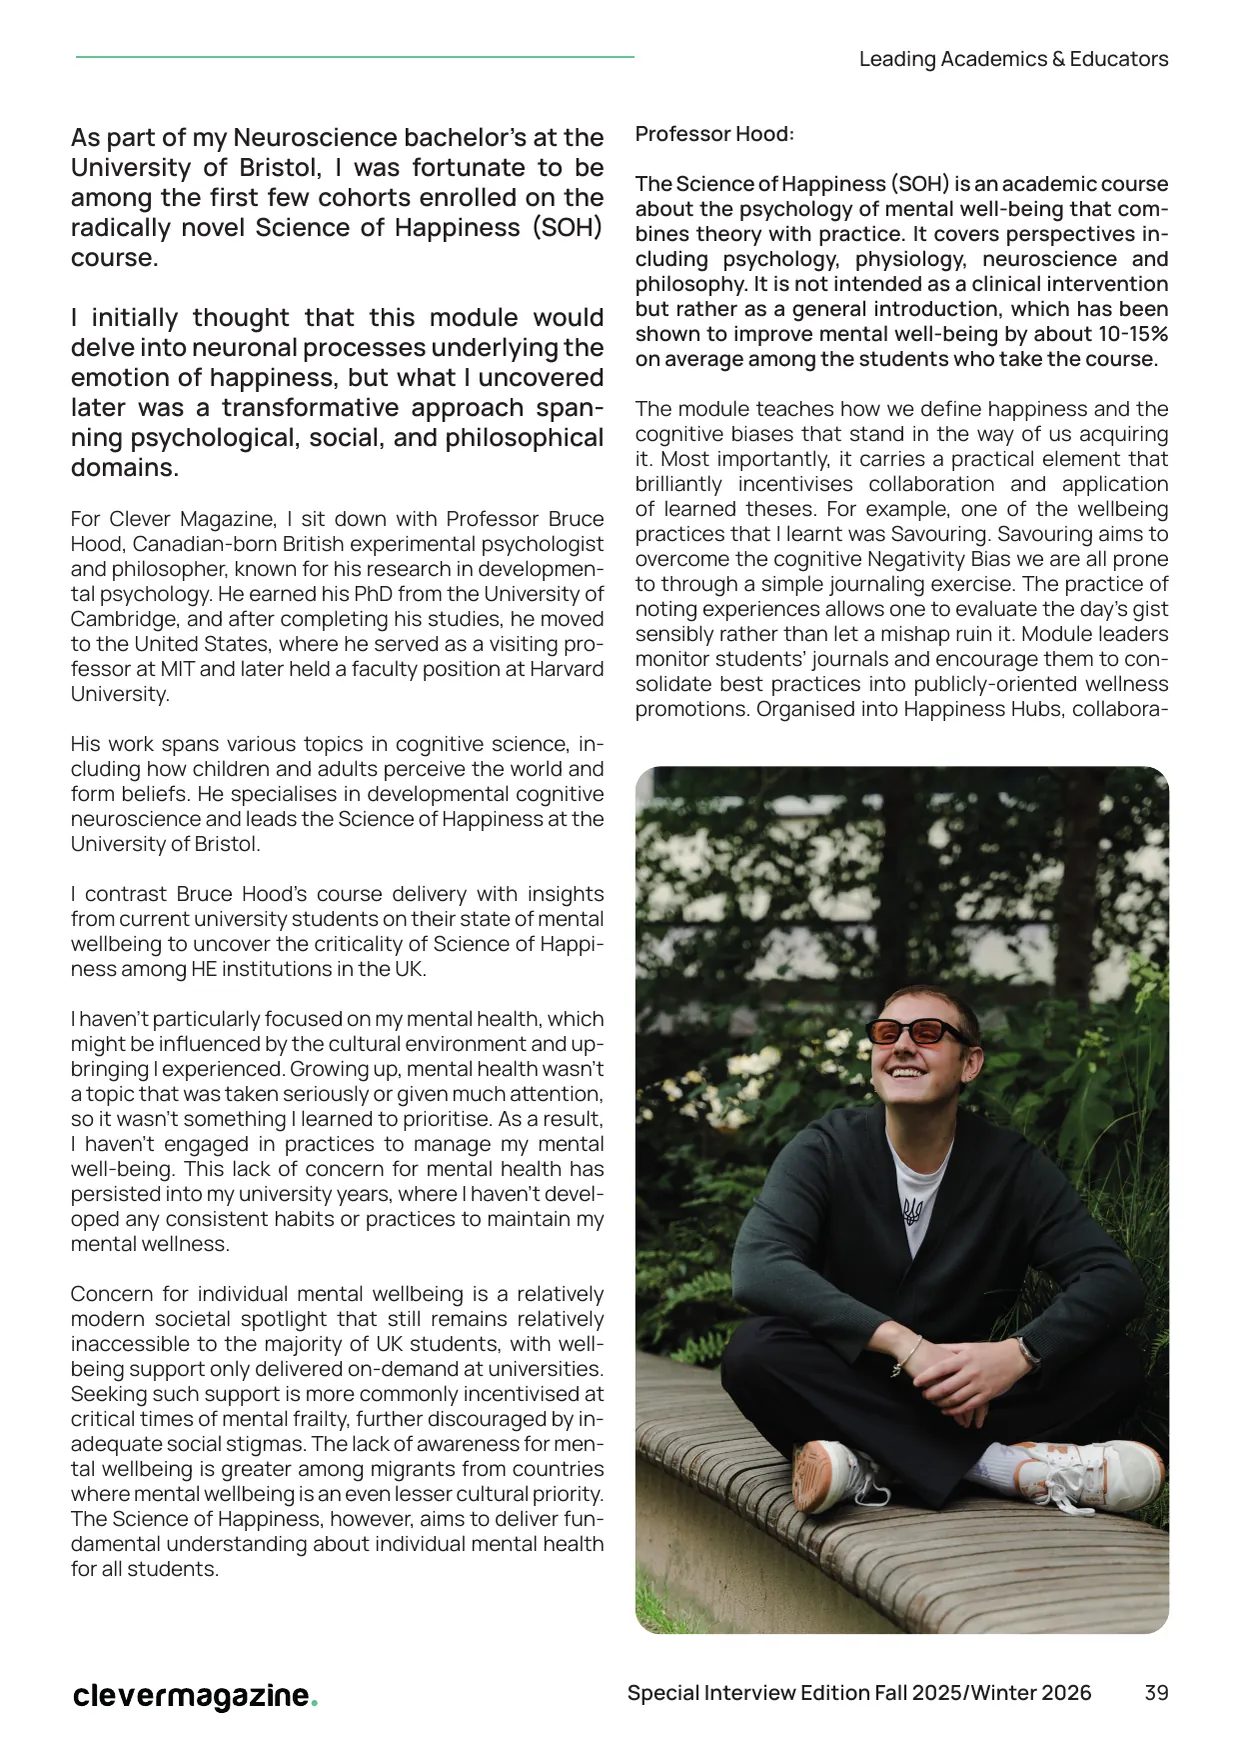 Leading Academics & Educators
As part of my Neuroscience bachelor's at the
University of Bristol, I was fortunate to be
among the first few cohorts enrolled on the
radically novel Science of Happiness (SOH)
course.
I initially thought that this module would
delve into neuronal processes underlying the
emotion of happiness, but what I uncovered
later was a transformative approach span-
ning psychological, social, and philosophical
domains.
For Clever Magazine, I sit down with Professor Bruce
Hood, Canadian-born British experimental psychologist
and philosopher, known for his research in developmen-
tal psychology. He earned his PhD from the University of
Cambridge, and after completing his studies, he moved
to the United States, where he served as a visiting pro-
fessor at MIT and later held a faculty position at Harvard
University.
His work spans various topics in cognitive science, in-
cluding how children and adults perceive the world and
form beliefs. He specialises in developmental cognitive
neuroscience and leads the Science of Happiness at the
University of Bristol.
I contrast Bruce Hood's course delivery with insights
from current university students on their state of mental
wellbeing to uncover the criticality of Science of Happi-
ness among HE institutions in the UK.
I haven't particularly focused on my mental health, which
might be influenced by the cultural environment and up-
bringing I experienced. Growing up, mental health wasn't
a topic that was taken seriously or given much attention,
so it wasn't something I learned to prioritise. As a result,
I haven't engaged in practices to manage my mental
well-being. This lack of concern for mental health has
persisted into my university years, where I haven't devel-
oped any consistent habits or practices to maintain my
mental wellness.
Concern for individual mental wellbeing is a relatively
modern societal spotlight that still remains relatively
inaccessible to the majority of UK students, with well-
being support only delivered on-demand at universities.
Seeking such support is more commonly incentivised at
critical times of mental frailty, further discouraged by in-
adequate social stigmas. The lack of awareness for men-
tal wellbeing is greater among migrants from countries
where mental wellbeing is an even lesser cultural priority.
The Science of Happiness, however, aims to deliver fun-
damental understanding about individual mental health
for all students.
Professor Hood:
The Science of Happiness (SOH) is an academic course
about the psychology of mental well-being that com-
bines theory with practice. It covers perspectives in-
cluding psychology, physiology, neuroscience and
philosophy. It is not intended as a clinical intervention
but rather as a general introduction, which has been
shown to improve mental well-being by about 10-15%
on average among the students who take the course.
The module teaches how we define happiness and the
cognitive biases that stand in the way of us acquiring
it. Most importantly, it carries a practical element that
brilliantly incentivises collaboration and application
of learned theses. For example, one of the wellbeing
practices that I learnt was Savouring. Savouring aims to
overcome the cognitive Negativity Bias we are all prone
to through a simple journaling exercise. The practice of
noting experiences allows one to evaluate the day's gist
sensibly rather than let a mishap ruin it. Module leaders
monitor students' journals and encourage them to con-
solidate best practices into publicly-oriented wellness
promotions. Organised into Happiness Hubs, collabora-
clevermagazine.
Special Interview Edition Fall 2025/Winter 2026
39